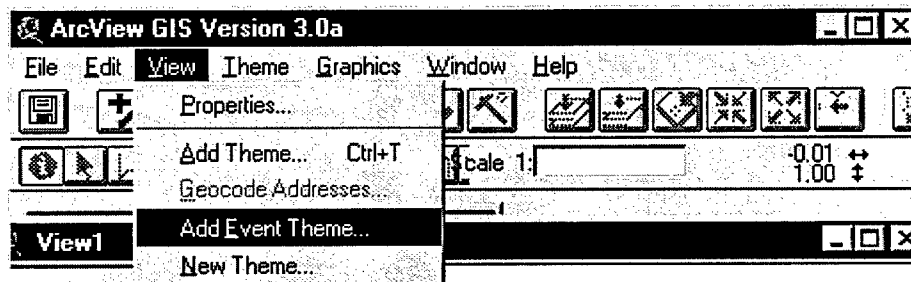 ArcView GIS Version 3.0a
File Edit View Theme Graphics Window Help
Properties...
Add Theme... Ctrl+T
cale 1:
-0.01
1.00
Geocode Addresses...
Add Event Theme...
View1
New Theme...